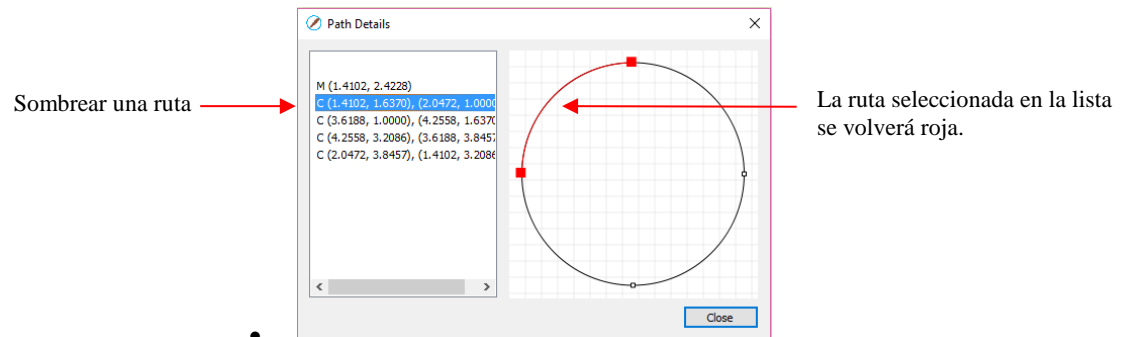 Path Details
M (1.4102, 2.4228)
Sombrear una ruta
C (1.4102, 1.6370), (2.0472, 1.0000
C (3.6188, 1.0000), (4.2558, 1.6370
C (4.2558, 3.2086), (3.6188, 3.8457
C (2.0472, 3.8457), (1.4102, 3.2086
La ruta seleccionada en la lista
se volverá roja.
Close